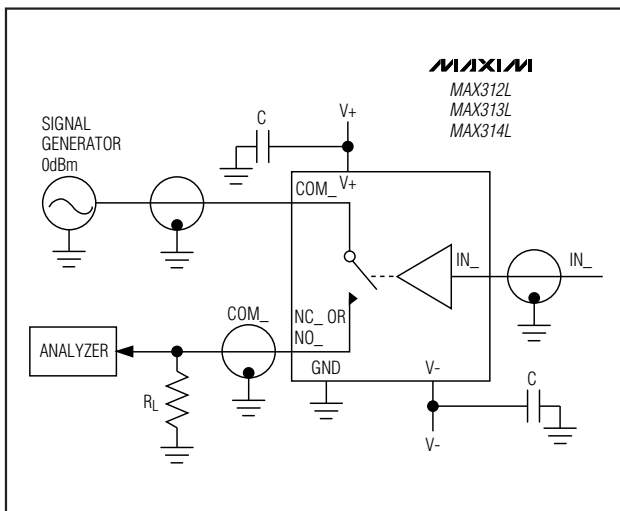 MAXIM
MAX312L
MAX313L
MAX314L
SIGNAL
GENERATOR
0dBm
C
V+
V+
COM_
IN_
IN_
COM_
NC_ OR
NO_
ANALYZER
GND
V-
C
RL
V-